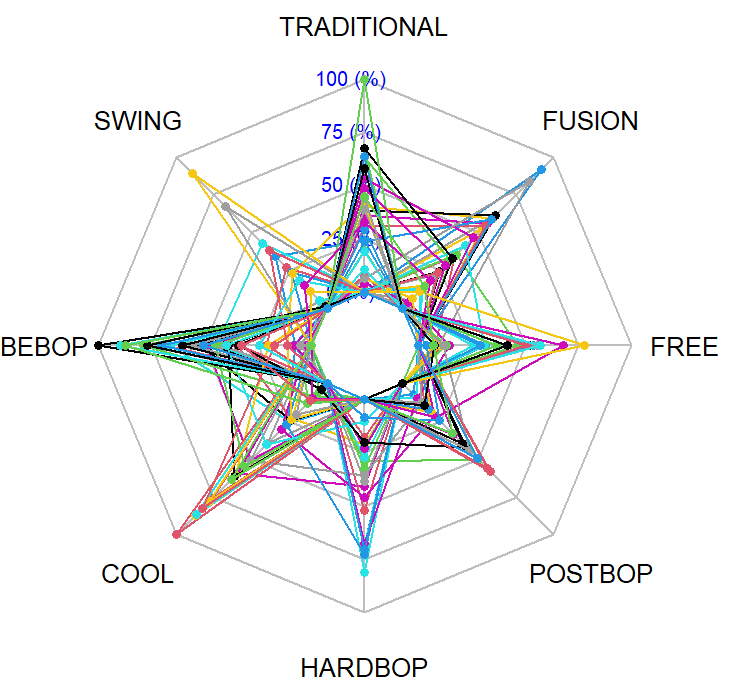 TRADITIONAL
100 (%)
SWING
FUSION
75 (%)
50 (%)
BEBOP
FREE
COOL
POSTBOP
HARDBOP